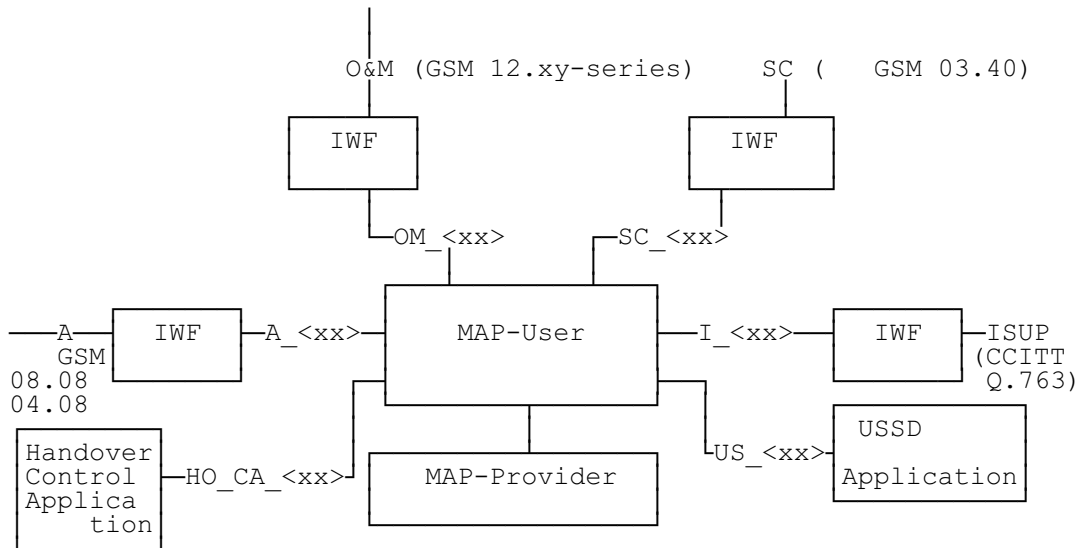 O&M (GSM 12.xy-series)
SC (    GSM 03.40)
IWF
IWF
OM_<xx>
SC_<xx>
A
IWF
A_<xx>
MAP-User
I_<xx>
IWF
ISUP
GSM
(CCITT
08.08
Q.763)
04.08
Handover
Control
Applica
tion
HO_CA_<xx>
MAP-Provider
US_<xx>
USSD
Application